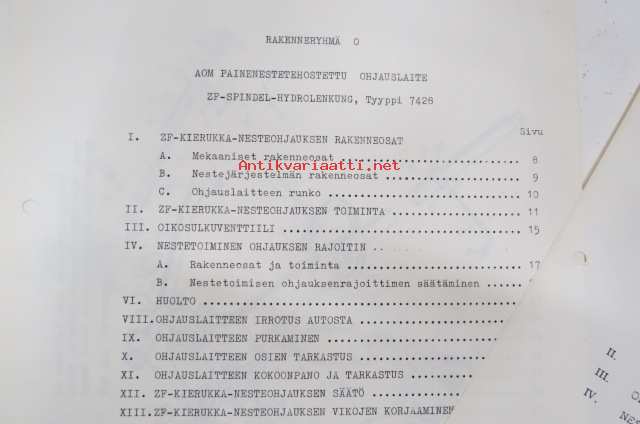 RAKENNERYHMÄ O
AOM PAINENESTETEHOSTETTU OHJAUSLAITE
ZF-SPINDEL-HYDROLENKUNG, Tyyppi 7426
Sivu
I. ZF-KIERUKKA-NESTEOHJAUKSEN RAKENNEOSAT
A. Mekaaniset rakenneosat ........ 8
Antikvariaatti.net
B. Nestejärjestelmän rakenneosat ........ 9
C. Ohjauslaitteen runko ........ 10
II. ZF-KIERUKKA-NESTEOHJAUKSEN TOIMINTA ........ 11
III. OIKOSULKUVENTTIILI ........ 15
IV. NESTETOIMINEN OHJAUKSEN RAJOITIN ..
A. Rakenneosat ja toiminta ........ 17
B. Nestetoimisen ohjauksenrajoittimen säätäminen ......
VI. HUOLTO ........
VIII. OHJAUSLAITTEEN IRROTUS AUTOSTA ........
IX. OHJAUSLAITTEEN PURKAMINEN ........
X. OHJAUSLAITTEEN OSIEN TARKASTUS ........
XI. OHJAUSLAITTEEN KOKOONPANO JA TARKASTUS ........
XII. ZF-KIERUKKA-NESTEOHJAUKSEN SÄÄTÖ ........
XIII. ZF-KIERUKKA-NESTEOHJAUKSEN VIKOJEN KORJAAMINEN
II.
III.
IV.